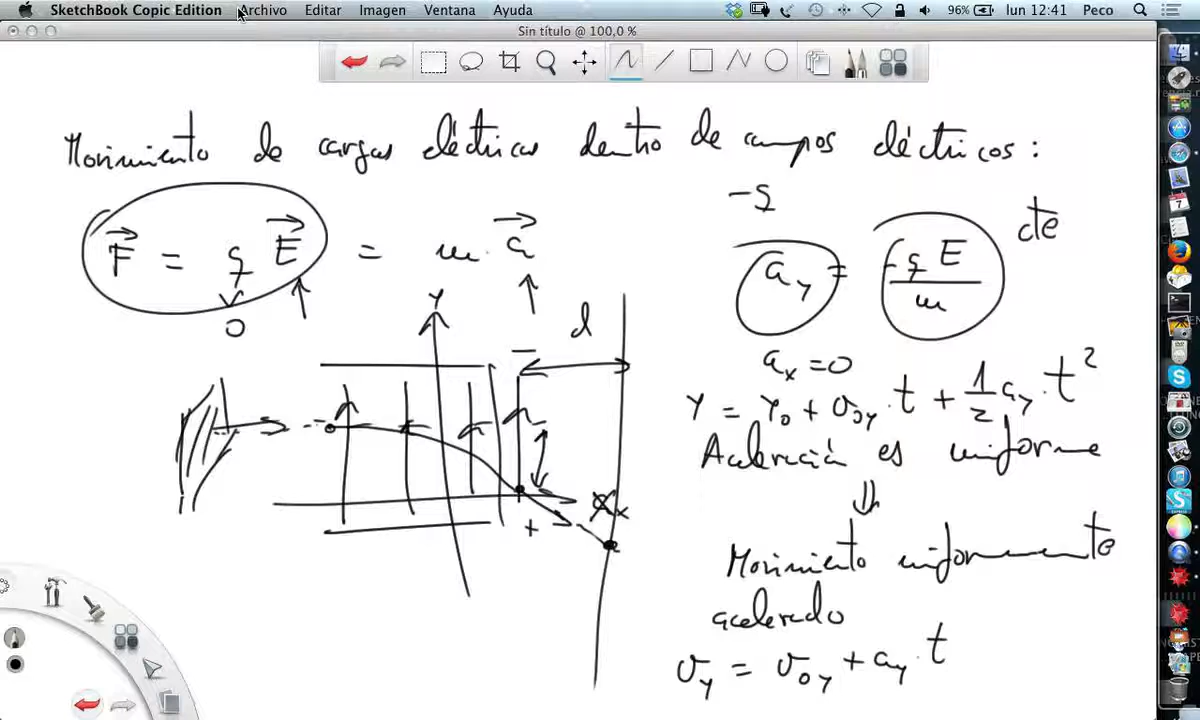 SketchBook Copic Edition Archivo Editar Imagen Ventana Ayuda 96% lun 12:41 Peco
Sin título @ 100,0 %
Movimiento de cargas eléctricas dentro de campos eléctricos:
F = q E = m · a
0
-q
a_y = -qE/m cte
a_x = 0
y = y_0 + v_0y · t + 1/2 a_y · t²
Aceleración es uniforme
⇓
Movimiento uniformemente
acelerado
v_y = v_0y + a_y · t
Y
d
−
+
x